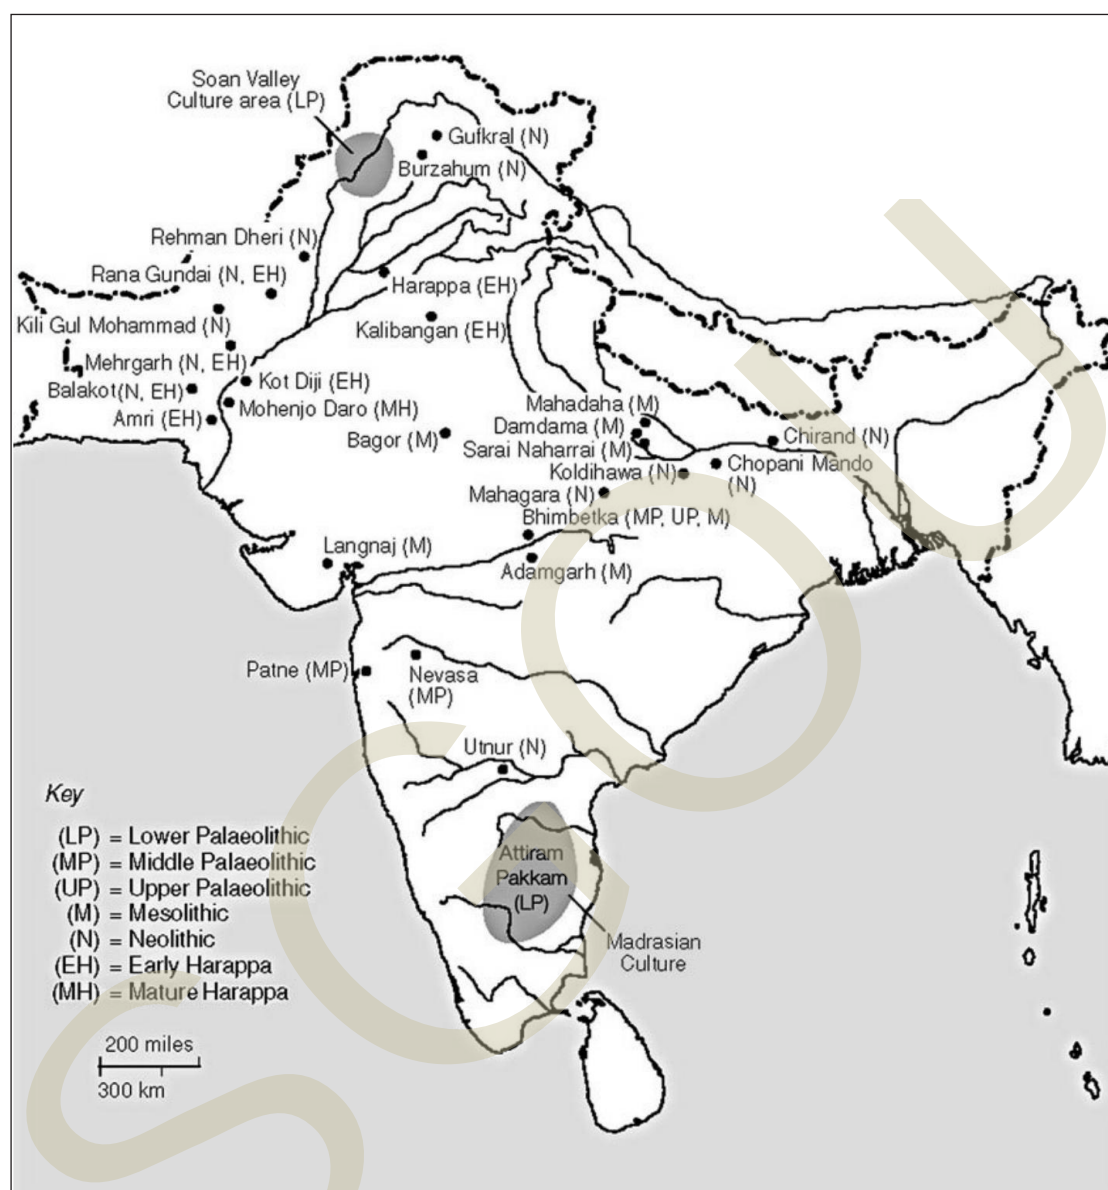 Soan Valley
Culture area (LP)
Gufkral (N)
Burzahum (N)
Rehman Dheri (N)
Rana Gundai (N, EH)
Harappa (EH)
Kili Gul Mohammad (N)
Kalibangan (EH)
Mehrgarh (N, EH)
Kot Diji (EH)
Balakot(N, EH)
Mohenjo Daro (MH)
Amri (EH)
Mahadaha (M)
Damdama (M)
Bagor (M)
Sarai Naharrai (M)
Chirand (N)
Koldihawa (N)
Chopani Mando
(N)
Mahagara (N)
Bhimbetka (MP, UP, M)
Langnaj (M)
Adamgarh (M)
Patne (MP)
Nevasa
(MP)
Utnur (N)
Key
(LP) = Lower Palaeolithic
(MP) = Middle Palaeolithic
(UP) = Upper Palaeolithic
(M) = Mesolithic
(N) = Neolithic
(EH) = Early Harappa
(MH) = Mature Harappa
Attiram
Pakkam
(LP)
Madrasian
Culture
200 miles
300 km
SGOU